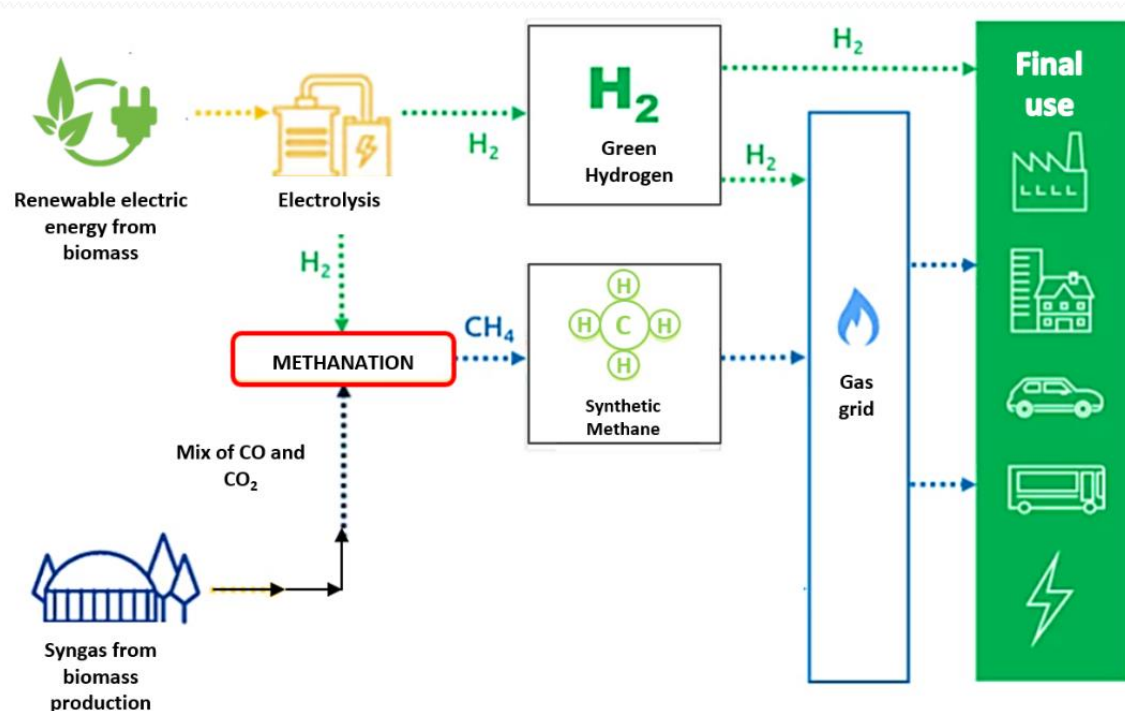 H₂
Final
use
H₂
Green
Hydrogen
H₂
H₂
Renewable electric
energy from
biomass
Electrolysis
H₂
METHANATION
CH₄
H
H C H
H
Synthetic
Methane
Gas
grid
Mix of CO and
CO₂
Syngas from
biomass
production